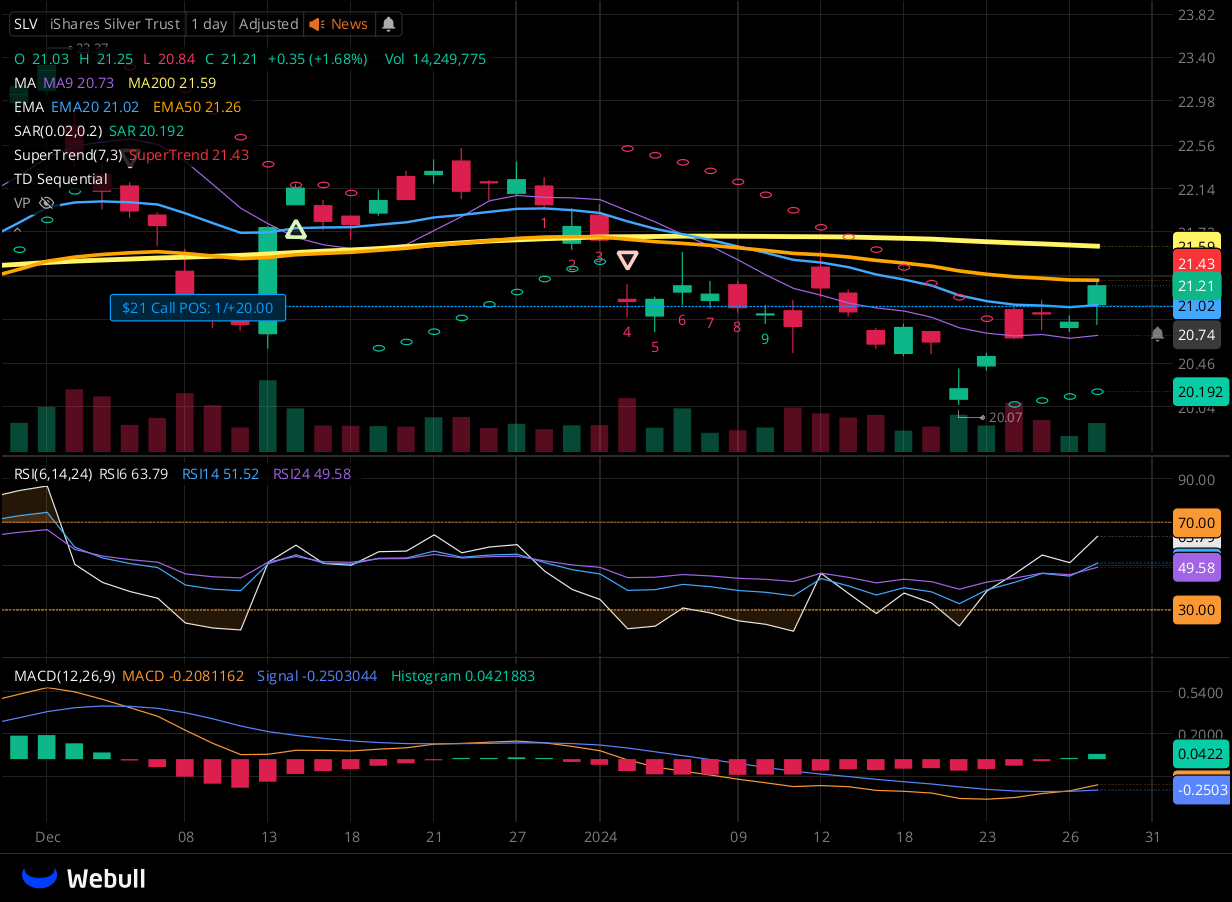 SLV iShares Silver Trust 1 day Adjusted News
23.37
O 21.03 H 21.25 L 20.84 C 21.21 +0.35 (+1.68%) Vol 14,249,775
MA MA9 20.73 MA200 21.59
EMA EMA20 21.02 EMA50 21.26
SAR(0.02,0.2) SAR 20.192
SuperTrend(7,3) SuperTrend 21.43
TD Sequential
VP
23.82
23.40
22.98
22.56
22.14
21.72
21.59
21.43
21.21
21.02
20.74
20.46
20.192
20.04
1
2 3
4 5 6 7 8 9
$21 Call POS: 1/+20.00
20.07
RSI(6,14,24) RSI6 63.79 RSI14 51.52 RSI24 49.58
90.00
70.00
49.58
30.00
MACD(12,26,9) MACD -0.2081162 Signal -0.2503044 Histogram 0.0421883
0.5400
0.2000
0.0422
-0.2503
Dec 08 13 18 21 27 2024 09 12 18 23 26 31
Webull